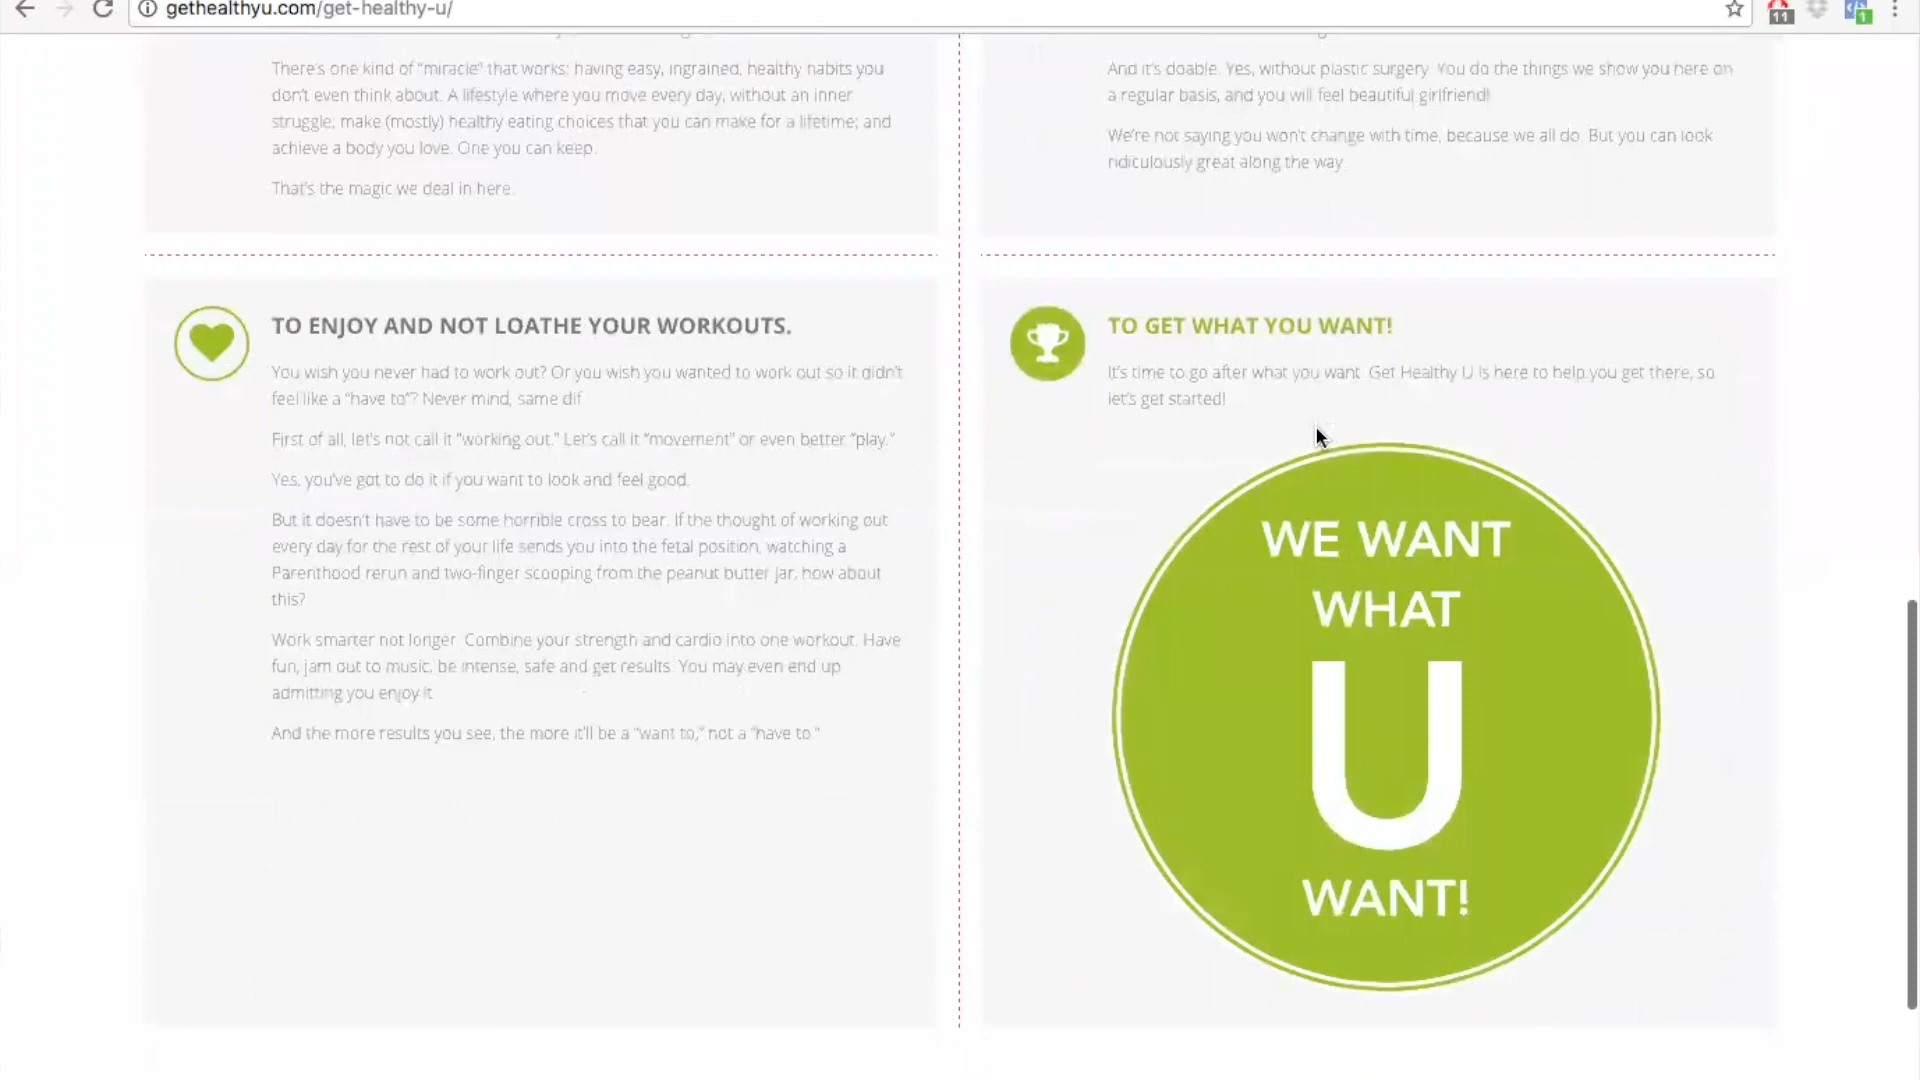 gethealthyu.com/get-healthy-u/
11
1
There's one kind of "miracle" that works: having easy, ingrained, healthy habits you
don't even think about. A lifestyle where you move every day, without an inner
struggle; make (mostly) healthy eating choices that you can make for a lifetime; and
achieve a body you love. One you can keep.
That's the magic we deal in here.
And it's doable. Yes, without plastic surgery. You do the things we show you here on
a regular basis, and you will feel beautiful girlfriend!
We're not saying you won't change with time, because we all do. But you can look
ridiculously great along the way.
TO ENJOY AND NOT LOATHE YOUR WORKOUTS.
You wish you never had to work out? Or you wish you wanted to work out so it didn't
feel like a "have to"? Never mind, same dif.
First of all, let's not call it "working out." Let's call it "movement" or even better "play."
Yes, you've got to do it if you want to look and feel good.
But it doesn't have to be some horrible cross to bear. If the thought of working out
every day for the rest of your life sends you into the fetal position, watching a
Parenthood rerun and two-finger scooping from the peanut butter jar, how about
this?
Work smarter not longer. Combine your strength and cardio into one workout. Have
fun, jam out to music, be intense, safe and get results. You may even end up
admitting you enjoy it.
And the more results you see, the more it'll be a "want to," not a "have to."
TO GET WHAT YOU WANT!
It's time to go after what you want. Get Healthy U is here to help you get there, so
let's get started!
WE WANT
WHAT
U
WANT!